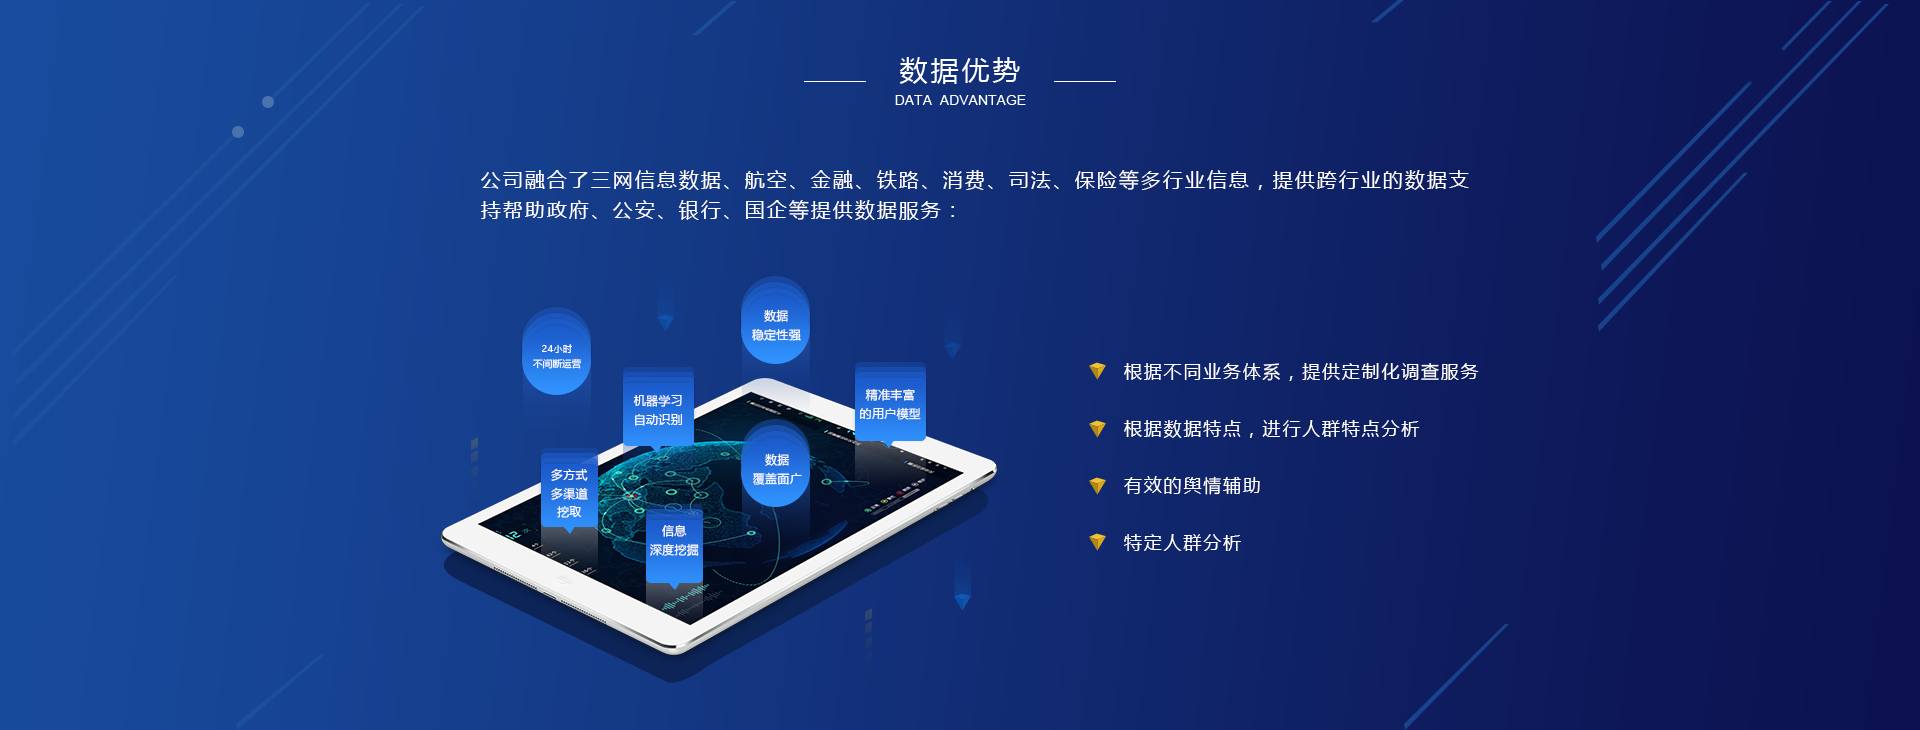 数据优势
DATA ADVANTAGE
公司融合了三网信息数据、航空、金融、铁路、消费、司法、保险等多行业信息，提供跨行业的数据支
持帮助政府、公安、银行、国企等提供数据服务：
24小时
不间断运营
数据
稳定性强
机器学习
自动识别
精准丰富
的用户模型
多方式
多渠道
挖取
数据
覆盖面广
信息
深度挖掘
根据不同业务体系，提供定制化调查服务
根据数据特点，进行人群特点分析
有效的舆情辅助
特定人群分析